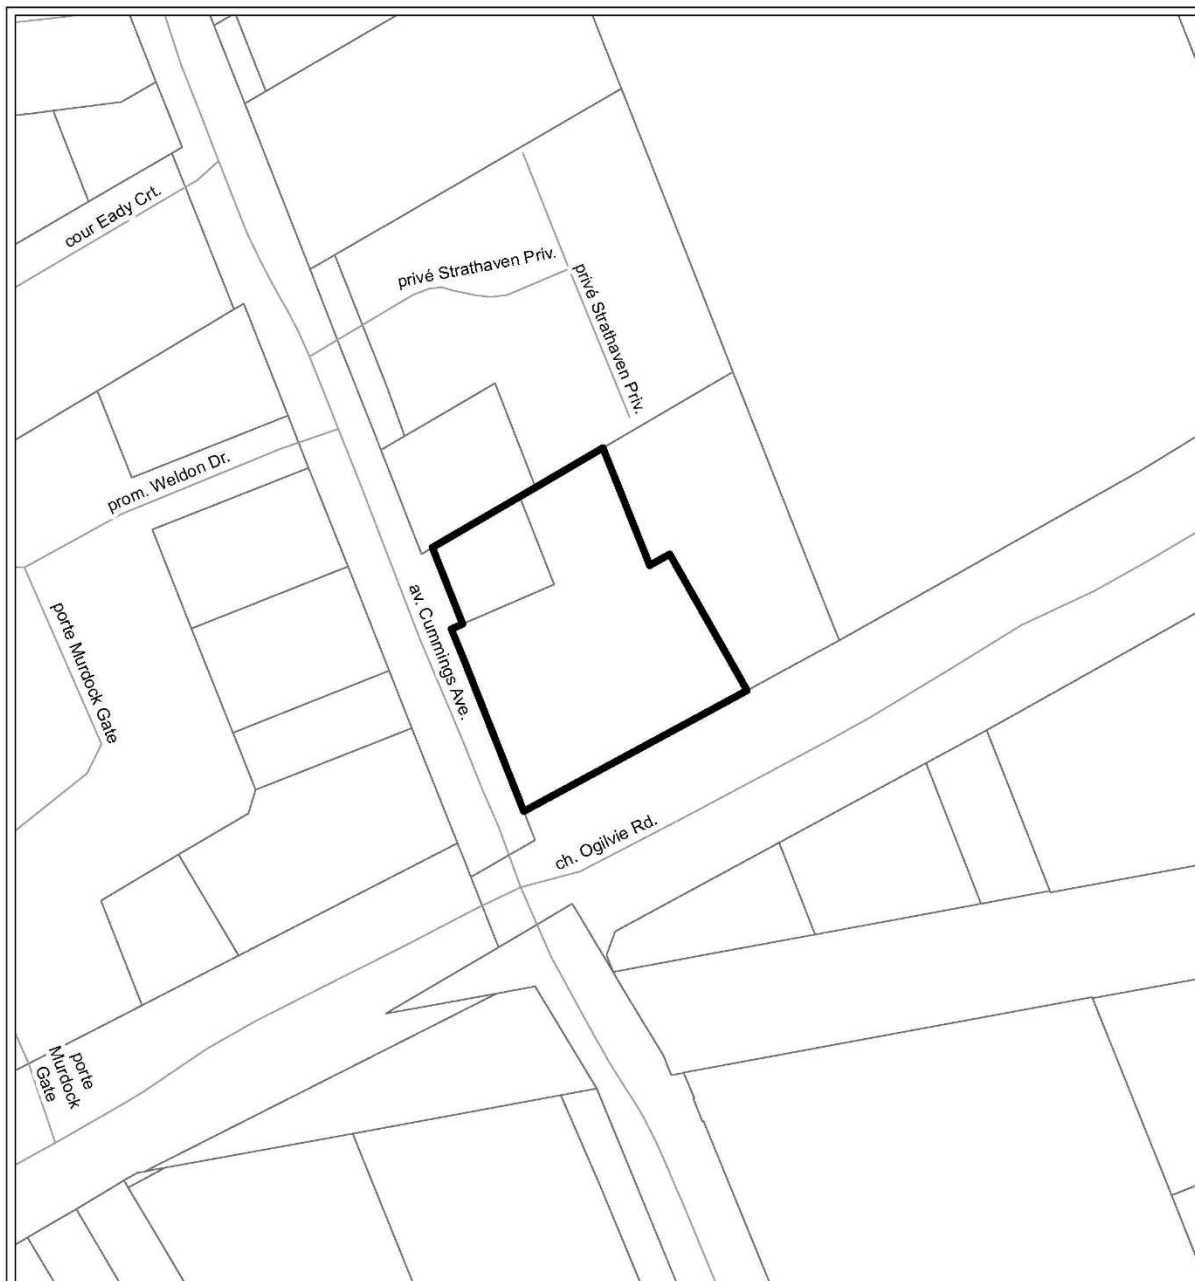 cour Eady Crt.
privé Strathaven Priv.
privé Strathaven Priv.
prom. Weldon Dr.
porte Murdock Gate
av. Cummings Ave.
ch. Ogilvie Rd.
porte
Murdock
Gate